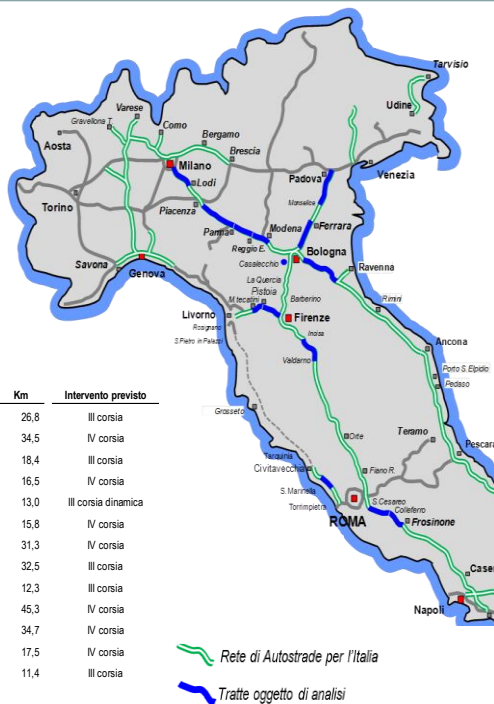 Tarvisio
Udine
Varese
Gravellona T.
Como
Bergamo
Aosta
Brescia
Milano
Venezia
Padova
Lodi
Torino
Monselice
Piacenza
Ferrara
Parma
Modena
Reggio E.
Bologna
Savona
Casalecchio
Ravenna
Genova
La Quercia
Pistoia
Barberino
Rimini
M.tecatini
Livorno
Firenze
Rosignano
Incisa
S.Pietro in Palazzi
Ancona
Valdarno
Porto S. Elpidio
Pedaso
Grosseto
Teramo
Orte
Pescara
Tarquinia
Civitavecchia
Fiano R.
S. Marinella
Torrimpietra
S.Cesareo
Colleferro
ROMA
Frosinone
Caser
Napoli
Km Intervento previsto
26,8 III corsia
34,5 IV corsia
18,4 III corsia
16,5 IV corsia
13,0 III corsia dinamica
15,8 IV corsia
31,3 IV corsia
32,5 III corsia
12,3 III corsia
45,3 IV corsia
34,7 IV corsia
17,5 IV corsia
11,4 III corsia
Rete di Autostrade per l'Italia
Tratte oggetto di analisi